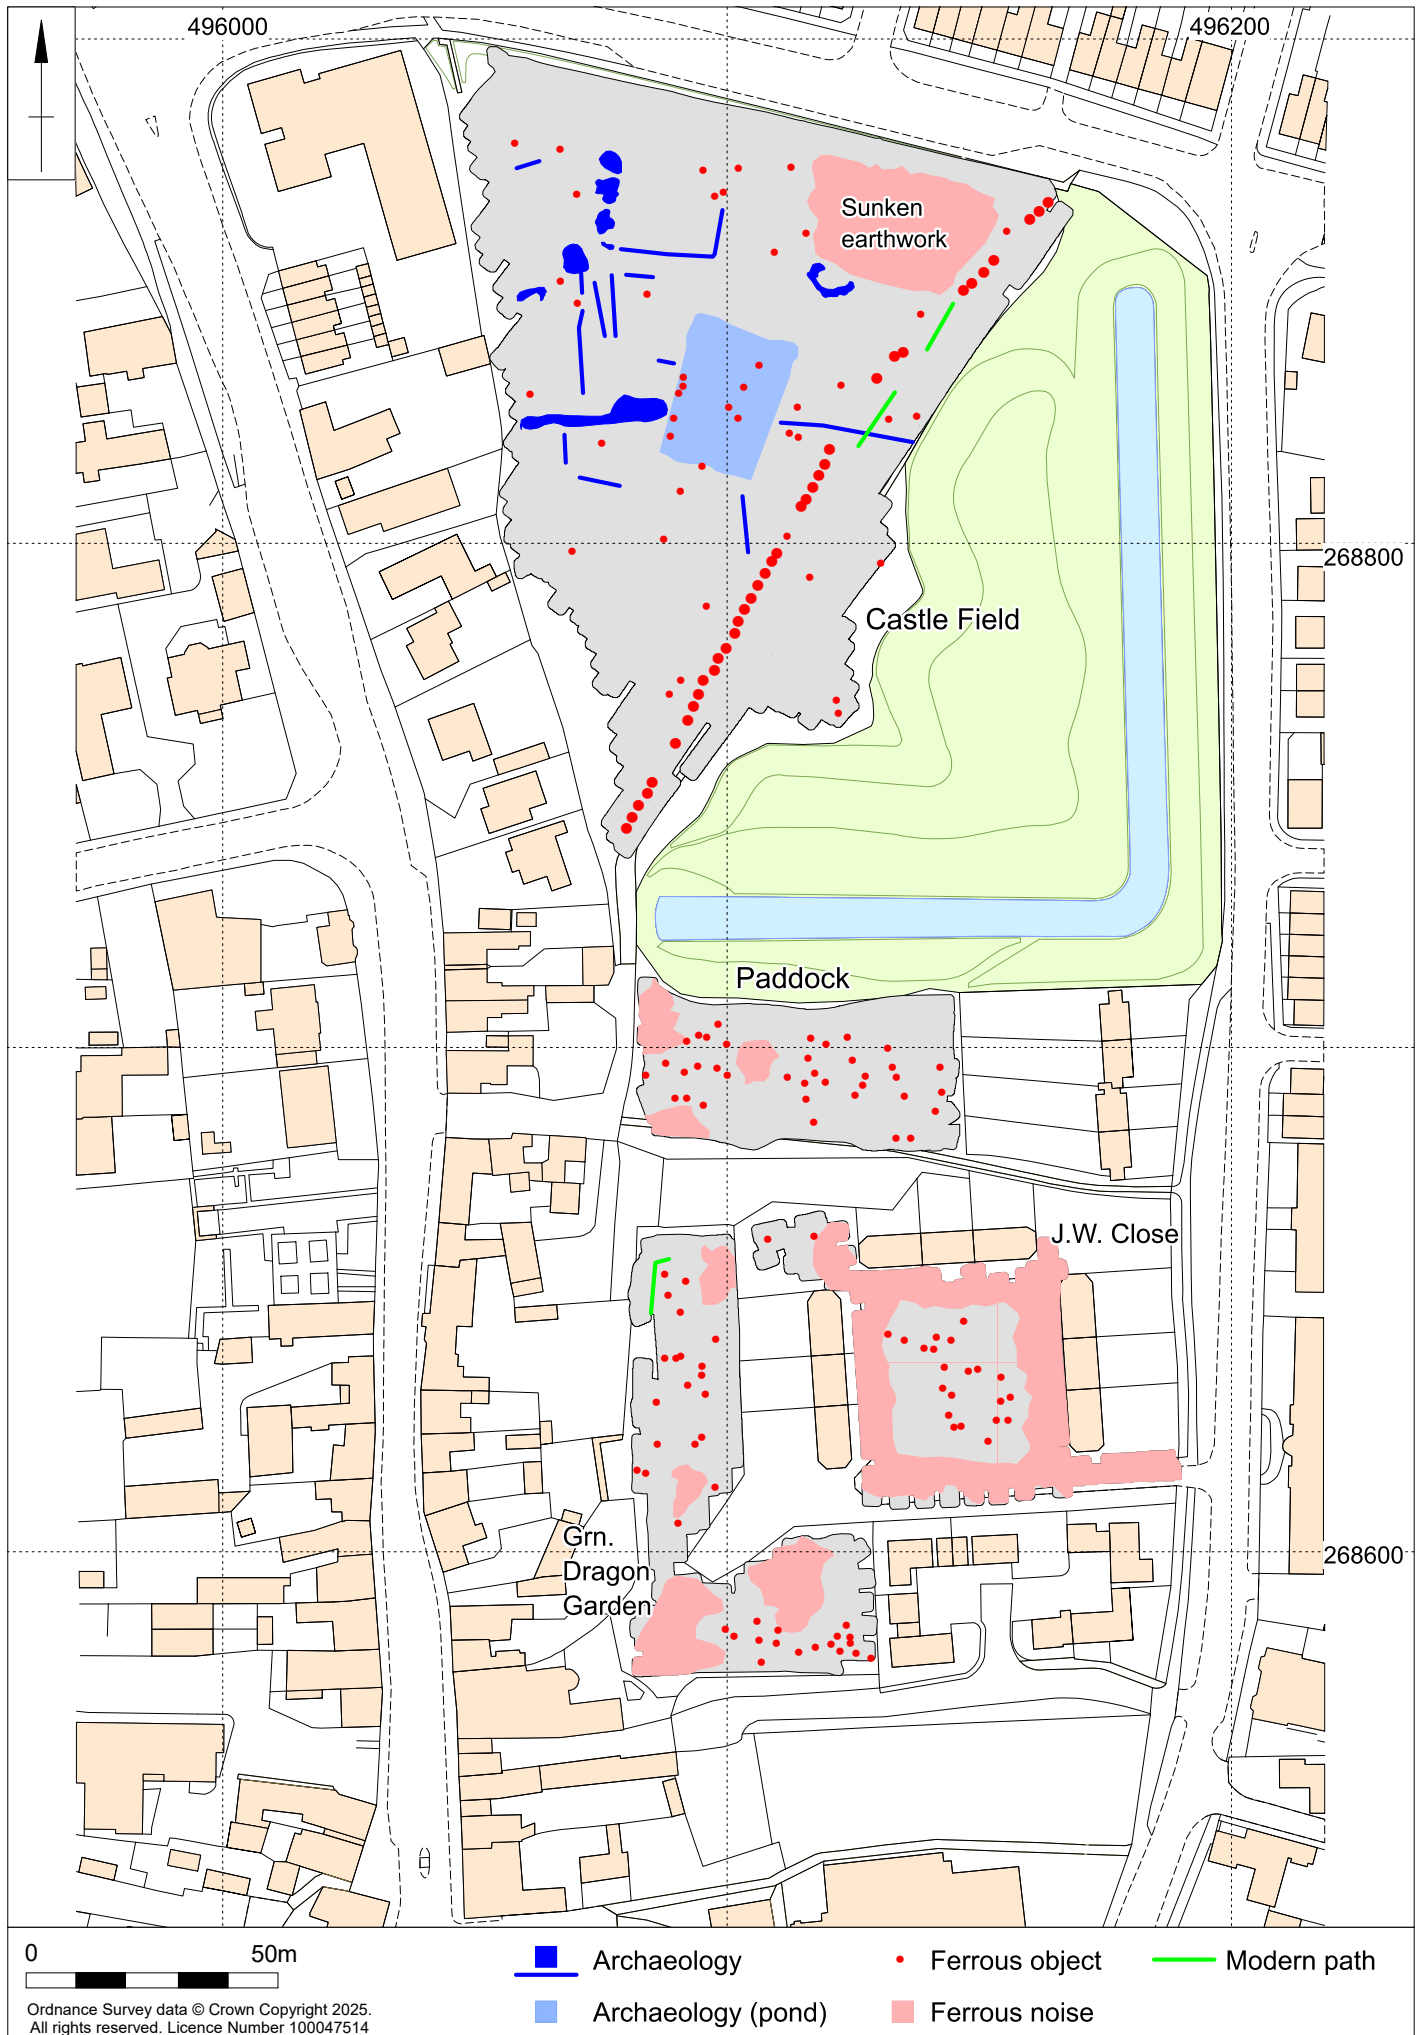 496000
496200
Sunken
earthwork
268800
Castle Field
Paddock
J.W. Close
Grn.
Dragon
Garden
268600
0 50m
Archaeology
Ferrous object
Modern path
Archaeology (pond)
Ferrous noise
Ordnance Survey data © Crown Copyright 2025.
All rights reserved. Licence Number 100047514